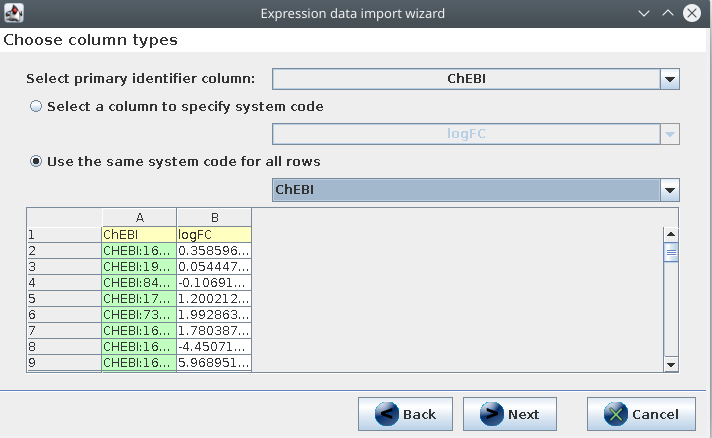 Expression data import wizard
Choose column types
Select primary identifier column: ChEBI
Select a column to specify system code
logFC
Use the same system code for all rows
ChEBI
A B
1 ChEBI logFC
2 CHEBI:16... 0.358596...
3 CHEBI:19... 0.054447...
4 CHEBI:84... -0.10691...
5 CHEBI:17... 1.200212...
6 CHEBI:73... 1.992863...
7 CHEBI:16... 1.780387...
8 CHEBI:16... -4.45071...
9 CHEBI:16... 5.968951...
Back Next Cancel